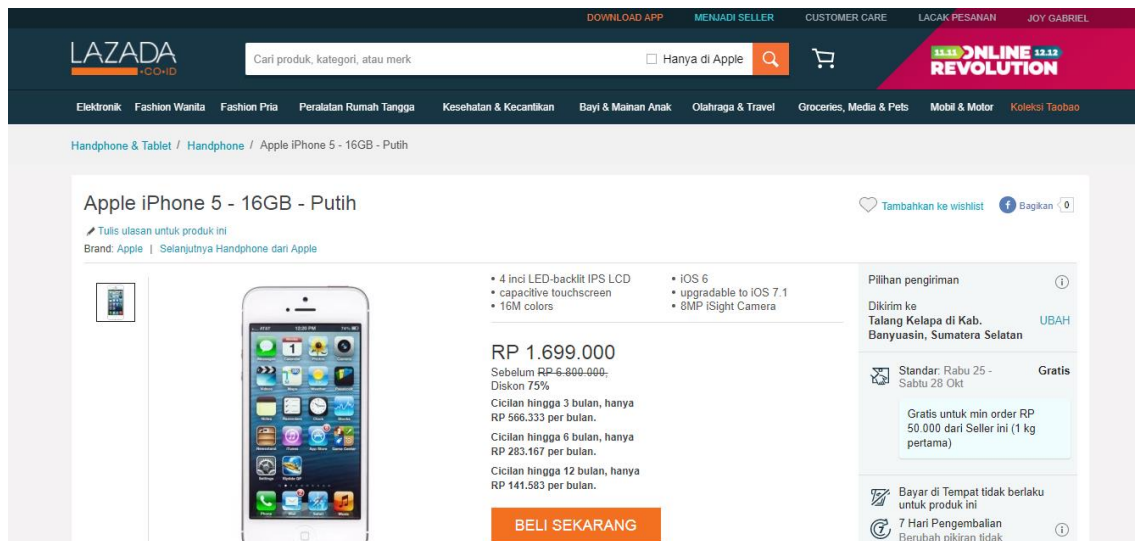 DOWNLOAD APP MENJADI SELLER CUSTOMER CARE LACAK PESANAN JOY GABRIEL
LAZADA
•CO•ID
Cari produk, kategori, atau merk
Hanya di Apple
11.11 ONLINE 12.12
REVOLUTION
Elektronik Fashion Wanita Fashion Pria Peralatan Rumah Tangga Kesehatan & Kecantikan Bayi & Mainan Anak Olahraga & Travel Groceries, Media & Pets Mobil & Motor Koleksi Taobao
Handphone & Tablet / Handphone / Apple iPhone 5 - 16GB - Putih
Apple iPhone 5 - 16GB - Putih
Tambahkan ke wishlist
f Bagikan 0
Tulis ulasan untuk produk ini
Brand: Apple | Selanjutnya Handphone dari Apple
• 4 inci LED-backlit IPS LCD
• capacitive touchscreen
• 16M colors
• iOS 6
• upgradable to iOS 7.1
• 8MP iSight Camera
RP 1.699.000
Sebelum RP 6.800.000,
Diskon 75%
Cicilan hingga 3 bulan, hanya
RP 566.333 per bulan.
Cicilan hingga 6 bulan, hanya
RP 283.167 per bulan.
Cicilan hingga 12 bulan, hanya
RP 141.583 per bulan.
BELI SEKARANG
Pilihan pengiriman
Dikirim ke
Talang Kelapa di Kab.
Banyuasin, Sumatera Selatan
UBAH
Standar: Rabu 25 -
Sabtu 28 Okt
Gratis
Gratis untuk min order RP
50.000 dari Seller ini (1 kg
pertama)
Bayar di Tempat tidak berlaku
untuk produk ini
7 Hari Pengembalian
Berubah pikiran tidak